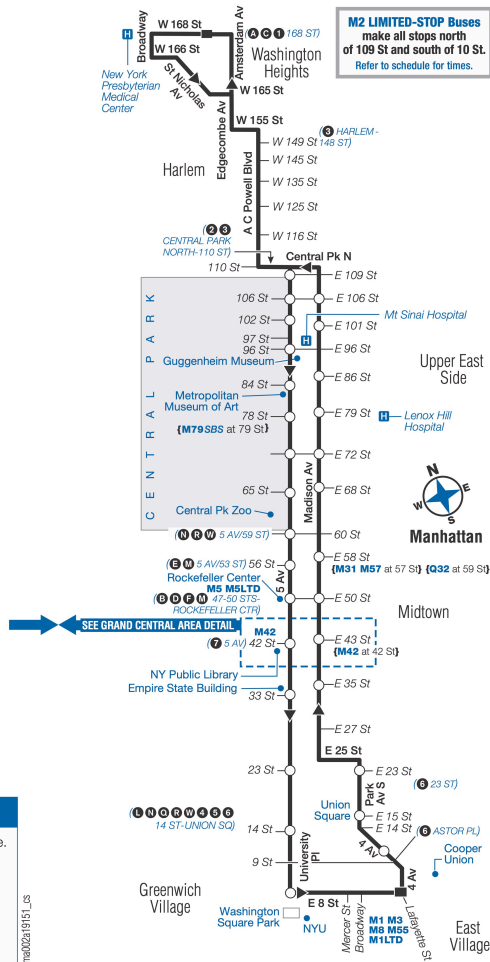 M2 LIMITED-STOP Buses
make all stops north
of 109 St and south of 10 St.
Refer to schedule for times.
Broadway
W 168 St
Amsterdam Av
(A C 1 168 ST)
H
W 166 St
Washington
Heights
New York
Presbyterian
Medical
Center
St Nicholas
Av
W 165 St
Edgecombe Av
W 155 St
(3 HARLEM -
148 ST)
W 149 St
Harlem
W 145 St
A C Powell Blvd
W 135 St
W 125 St
(2 3
CENTRAL PARK
NORTH-110 ST)
W 116 St
Central Pk N
110 St
E 109 St
CENTRAL PARK
106 St
E 106 St
102 St
Mt Sinai Hospital
E 101 St
97 St
H
96 St
E 96 St
Guggenheim Museum
Upper East
Side
84 St
E 86 St
Metropolitan
Museum of Art
78 St
E 79 St
H
Lenox Hill
Hospital
{M79SBS at 79 St}
E 72 St
Madison Av
65 St
E 68 St
N
E
W
S
Central Pk Zoo
Manhattan
(N R W 5 AV/59 ST)
60 St
(E M 5 AV/53 ST) 56 St
E 58 St
{M31 M57 at 57 St} {Q32 at 59 St}
Rockefeller Center
M5 M5LTD
5 Av
(B D F M 47-50 STS-
ROCKEFELLER CTR)
E 50 St
Midtown
SEE GRAND CENTRAL AREA DETAIL
M42
(7 5 AV) 42 St
E 43 St
{M42 at 42 St}
NY Public Library
Empire State Building
E 35 St
33 St
E 27 St
E 25 St
23 St
E 23 St
(6 23 ST)
Park
Av S
Union
Square
E 15 St
E 14 St
(L N Q R W 4 5 6
14 ST-UNION SQ)
14 St
(6 ASTOR PL)
4 Av
Cooper
Union
9 St
University
Pl
4 Av
Greenwich
Village
E 8 St
Washington
Square Park
NYU
Mercer St
Broadway
M1 M3
M8 M55
M1LTD
Lafayette St
East
Village
e.
ma002a19151_cs